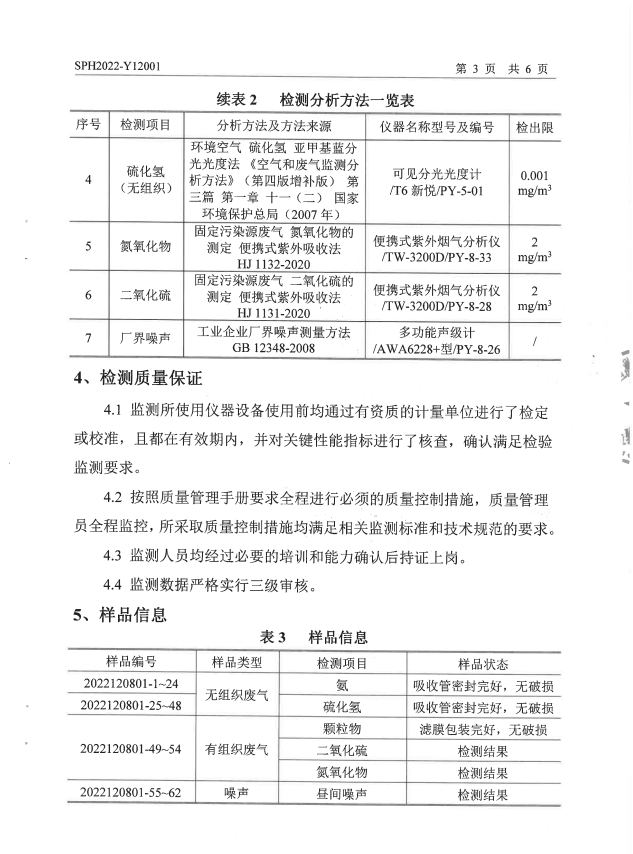 SPH2022-Y12001
第 3 页 共 6 页
续表 2 检测分析方法一览表
序号 检测项目 分析方法及方法来源 仪器名称型号及编号 检出限
4 硫化氢（无组织） 环境空气 硫化氢 亚甲基蓝分
光光度法 《空气和废气监测分
析方法》（第四版增补版） 第
三篇 第一章 十一（二） 国家
环境保护总局（2007 年）
可见分光光度计
/T6 新悦/PY-5-01
0.001
mg/m³
5 氮氧化物 固定污染源废气 氮氧化物的
测定 便携式紫外吸收法
HJ 1132-2020
便携式紫外烟气分析仪
/TW-3200D/PY-8-33
2
mg/m³
6 二氧化硫 固定污染源废气 二氧化硫的
测定 便携式紫外吸收法
HJ 1131-2020
便携式紫外烟气分析仪
/TW-3200D/PY-8-28
2
mg/m³
7 厂界噪声 工业企业厂界噪声测量方法
GB 12348-2008
多功能声级计
/AWA6228+型/PY-8-26
/
4、检测质量保证
4.1 监测所使用仪器设备使用前均通过有资质的计量单位进行了检定
或校准，且都在有效期内，并对关键性能指标进行了核查，确认满足检验
监测要求。
4.2 按照质量管理手册要求全程进行必须的质量控制措施，质量管理
员全程监控，所采取质量控制措施均满足相关监测标准和技术规范的要求。
4.3 监测人员均经过必要的培训和能力确认后持证上岗。
4.4 监测数据严格实行三级审核。
5、样品信息
表 3 样品信息
样品编号 样品类型 检测项目 样品状态
2022120801-1~24 无组织废气 氨 吸收管密封完好，无破损
2022120801-25~48 硫化氢 吸收管密封完好，无破损
2022120801-49~54 有组织废气 颗粒物 滤膜包装完好，无破损
二氧化硫 检测结果
氮氧化物 检测结果
2022120801-55~62 噪声 昼间噪声 检测结果